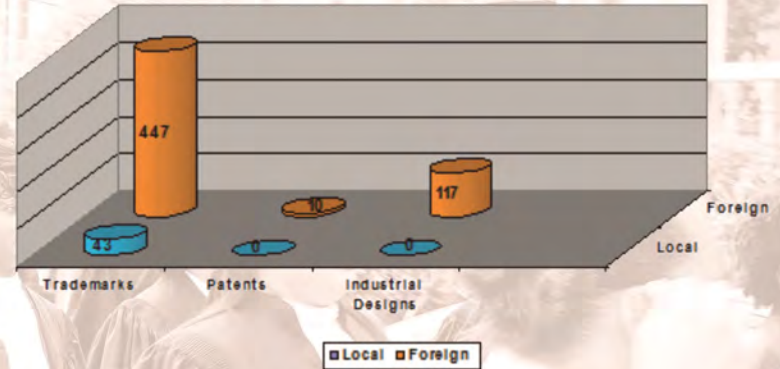 447
117
10
43
0
0
Foreign
Local
Trademarks
Patents
Industrial
Designs
Local Foreign